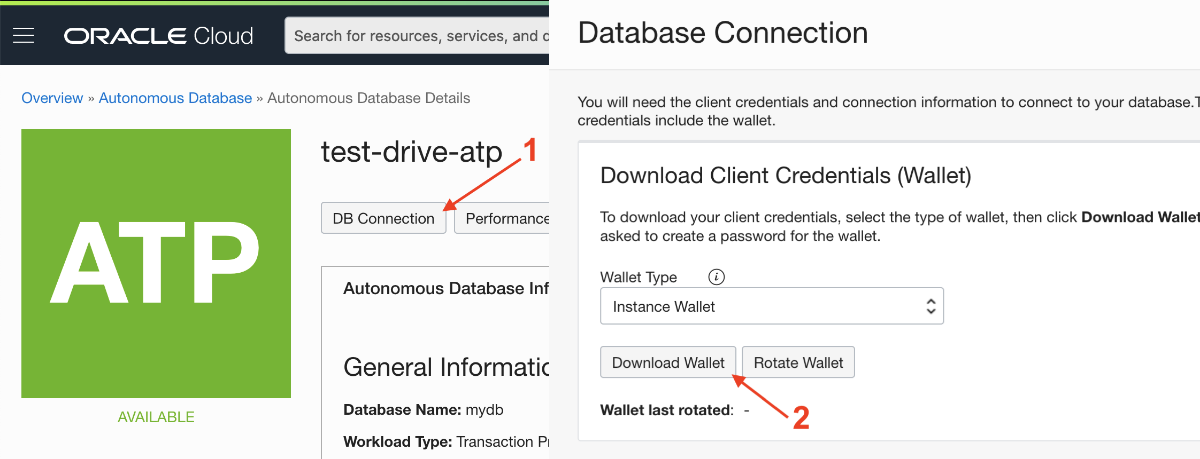 ORACLE Cloud
Search for resources, services, and d
Overview » Autonomous Database » Autonomous Database Details
ATP
AVAILABLE
test-drive-atp
1
DB Connection
Performance
Autonomous Database Inf
General Informatio
Database Name: mydb
Workload Type: Transaction Pr
Database Connection
You will need the client credentials and connection information to connect to your database.T
credentials include the wallet.
Download Client Credentials (Wallet)
To download your client credentials, select the type of wallet, then click Download Wallet
asked to create a password for the wallet.
Wallet Type i
Instance Wallet
Download Wallet
Rotate Wallet
Wallet last rotated: -
2